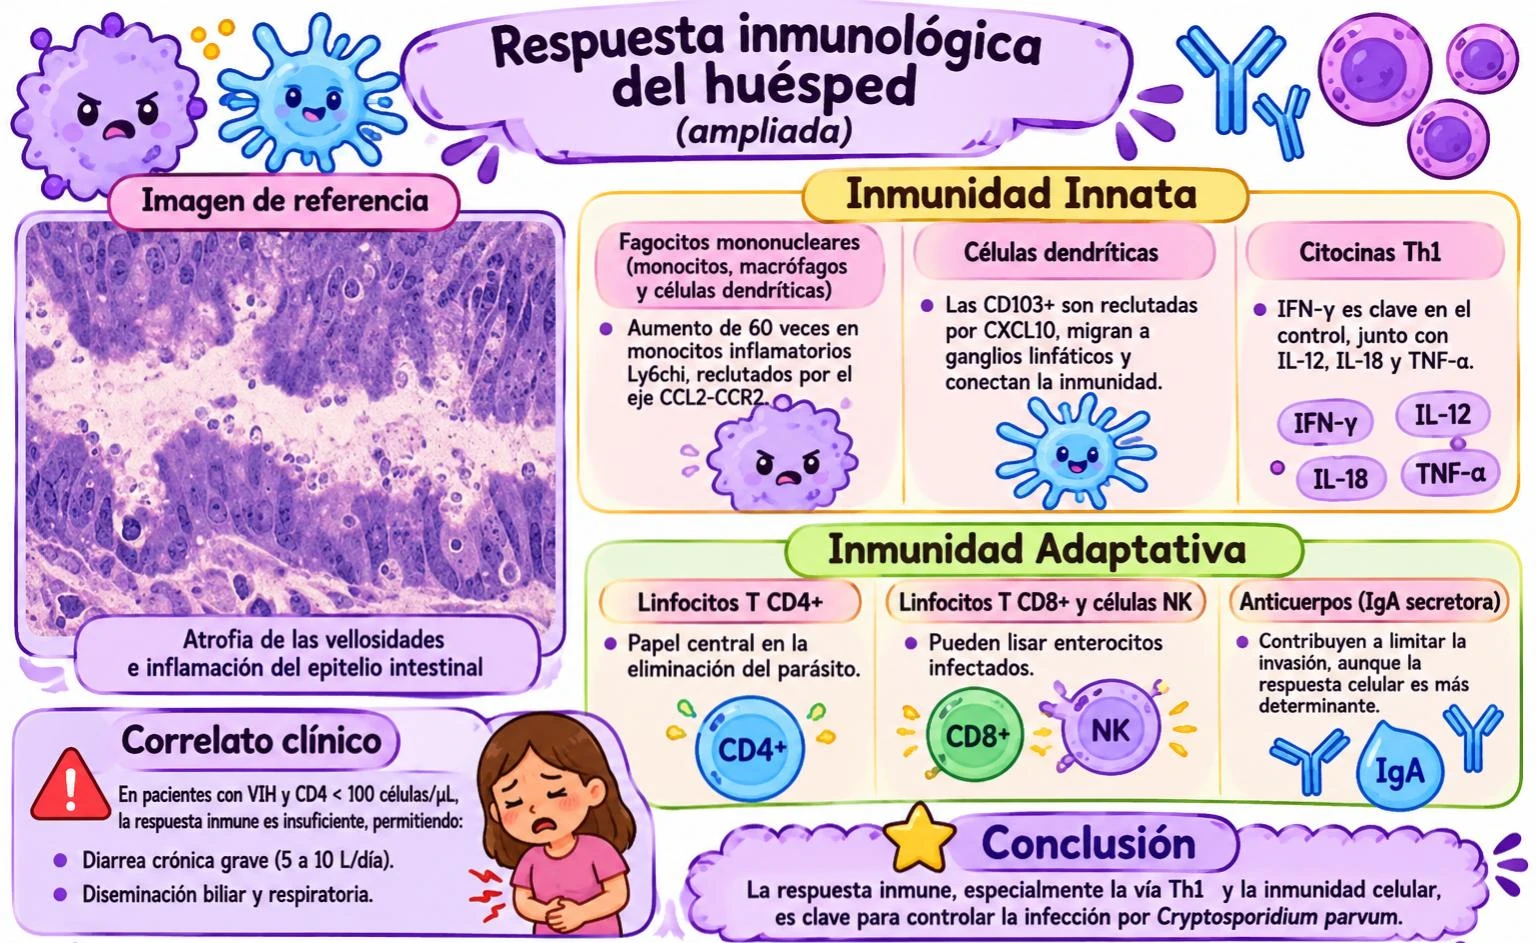 Respuesta inmunológica
del huésped
(ampliada)
Imagen de referencia
Atrofia de las vellosidades
e inflamación del epitelio intestinal
Inmunidad Innata
Fagocitos mononucleares
(monocitos, macrófagos
y células dendríticas)
Aumento de 60 veces en
monocitos inflamatorios
Ly6chi, reclutados por el
eje CCL2-CCR2.
Células dendríticas
Las CD103+ son reclutadas
por CXCL10, migran a
ganglios linfáticos y
conectan la inmunidad.
Citocinas Th1
IFN-γ es clave en el
control, junto con
IL-12, IL-18 y TNF-α.
IFN-γ
IL-12
IL-18
TNF-α
Inmunidad Adaptativa
Linfocitos T CD4+
Papel central en la
eliminación del parásito.
CD4+
Linfocitos T CD8+ y células NK
Pueden lisar enterocitos
infectados.
CD8+
NK
Anticuerpos (IgA secretora)
Contribuyen a limitar la
invasión, aunque la
respuesta celular es más
determinante.
IgA
Correlato clínico
!
En pacientes con VIH y CD4 < 100 células/µL,
la respuesta inmune es insuficiente, permitiendo:
Diarrea crónica grave (5 a 10 L/día).
Diseminación biliar y respiratoria.
Conclusión
La respuesta inmune, especialmente la vía Th1 y la inmunidad celular,
es clave para controlar la infección por Cryptosporidium parvum.